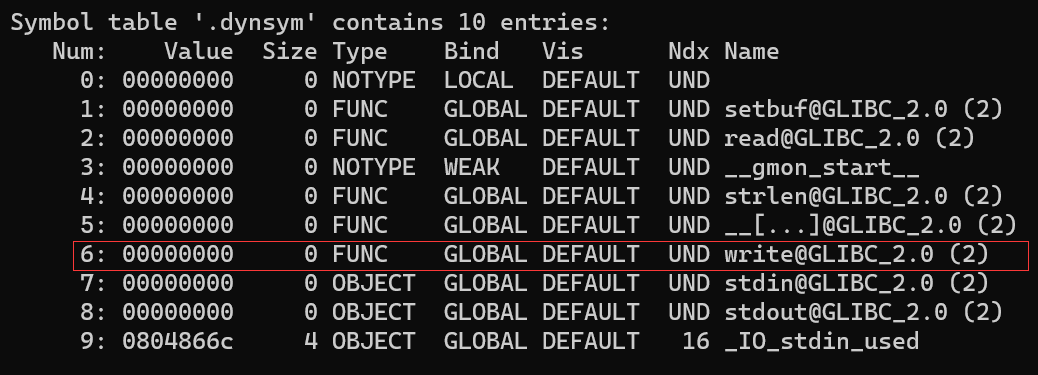 Symbol table '.dynsym' contains 10 entries:
   Num:    Value  Size Type    Bind   Vis      Ndx Name
     0: 00000000     0 NOTYPE  LOCAL  DEFAULT  UND
     1: 00000000     0 FUNC    GLOBAL DEFAULT  UND setbuf@GLIBC_2.0 (2)
     2: 00000000     0 FUNC    GLOBAL DEFAULT  UND read@GLIBC_2.0 (2)
     3: 00000000     0 NOTYPE  WEAK   DEFAULT  UND __gmon_start__
     4: 00000000     0 FUNC    GLOBAL DEFAULT  UND strlen@GLIBC_2.0 (2)
     5: 00000000     0 FUNC    GLOBAL DEFAULT  UND __[...]@GLIBC_2.0 (2)
     6: 00000000     0 FUNC    GLOBAL DEFAULT  UND write@GLIBC_2.0 (2)
     7: 00000000     0 OBJECT  GLOBAL DEFAULT  UND stdin@GLIBC_2.0 (2)
     8: 00000000     0 OBJECT  GLOBAL DEFAULT  UND stdout@GLIBC_2.0 (2)
     9: 0804866c     4 OBJECT  GLOBAL DEFAULT   16 _IO_stdin_used